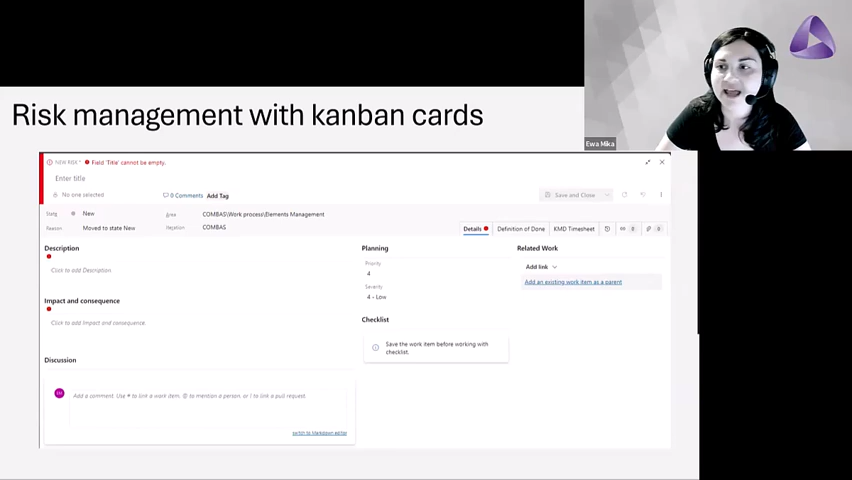 Risk management with kanban cards
Ewa Mika
NEW RISK * Field 'Title' cannot be empty.
Enter title
No one selected
0 Comments Add Tag
Save and Close
State New
Area COMBAS\Work process\Elements Management
Reason Moved to state New
Iteration COMBAS
Details Definition of Done KMD Timesheet 0 0
Description
Click to add Description
Impact and consequence
Click to add Impact and consequence
Discussion
Add a comment. Use # to link a work item, @ to mention a person, or ! to link a pull request.
switch to Markdown editor
Planning
Priority
4
Severity
4 - Low
Checklist
Save the work item before working with
checklist.
Related Work
Add link
Add an existing work item as a parent